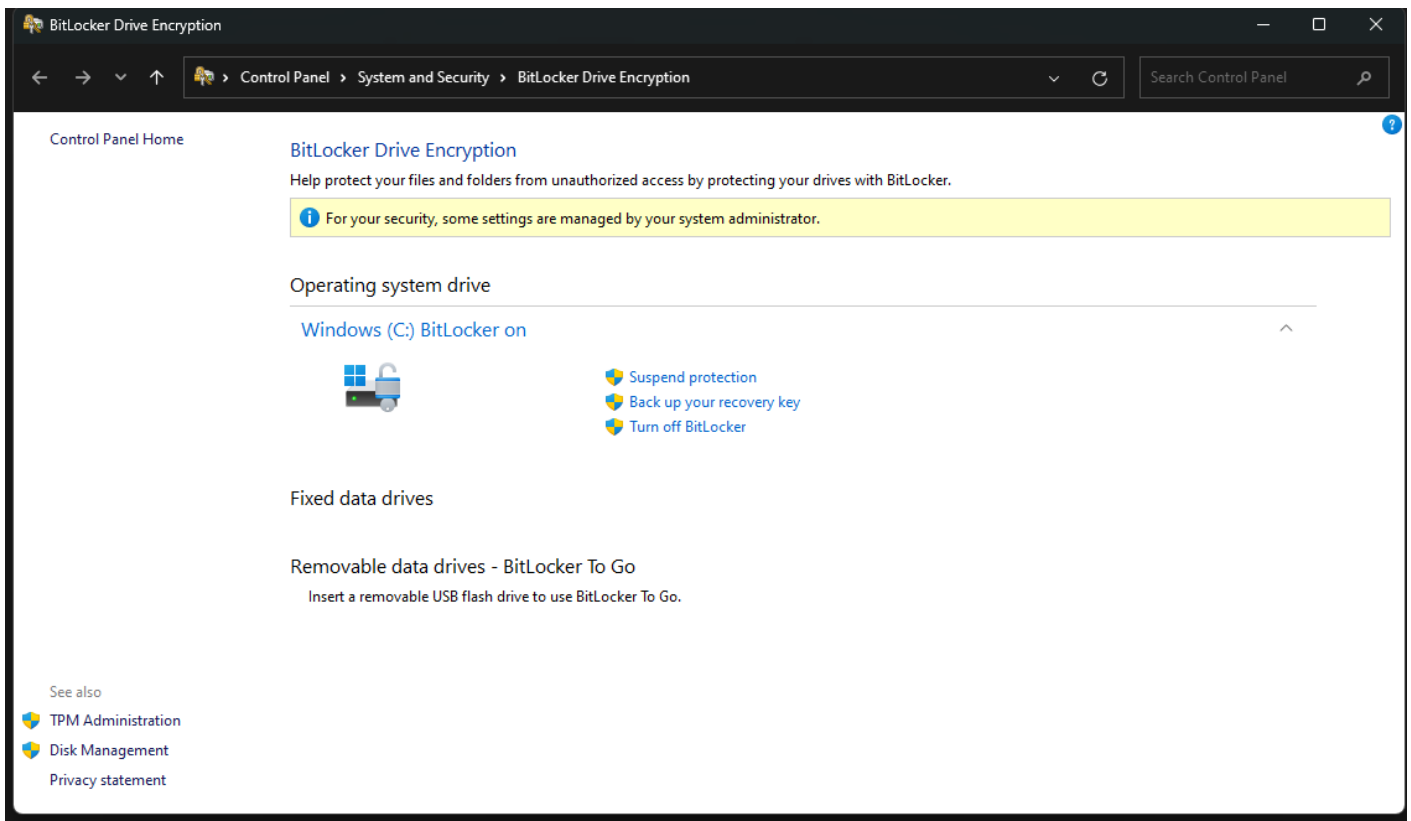 BitLocker Drive Encryption
Control Panel > System and Security > BitLocker Drive Encryption
Search Control Panel
Control Panel Home
BitLocker Drive Encryption
Help protect your files and folders from unauthorized access by protecting your drives with BitLocker.
For your security, some settings are managed by your system administrator.
Operating system drive
Windows (C:) BitLocker on
Suspend protection
Back up your recovery key
Turn off BitLocker
Fixed data drives
Removable data drives - BitLocker To Go
Insert a removable USB flash drive to use BitLocker To Go.
See also
TPM Administration
Disk Management
Privacy statement